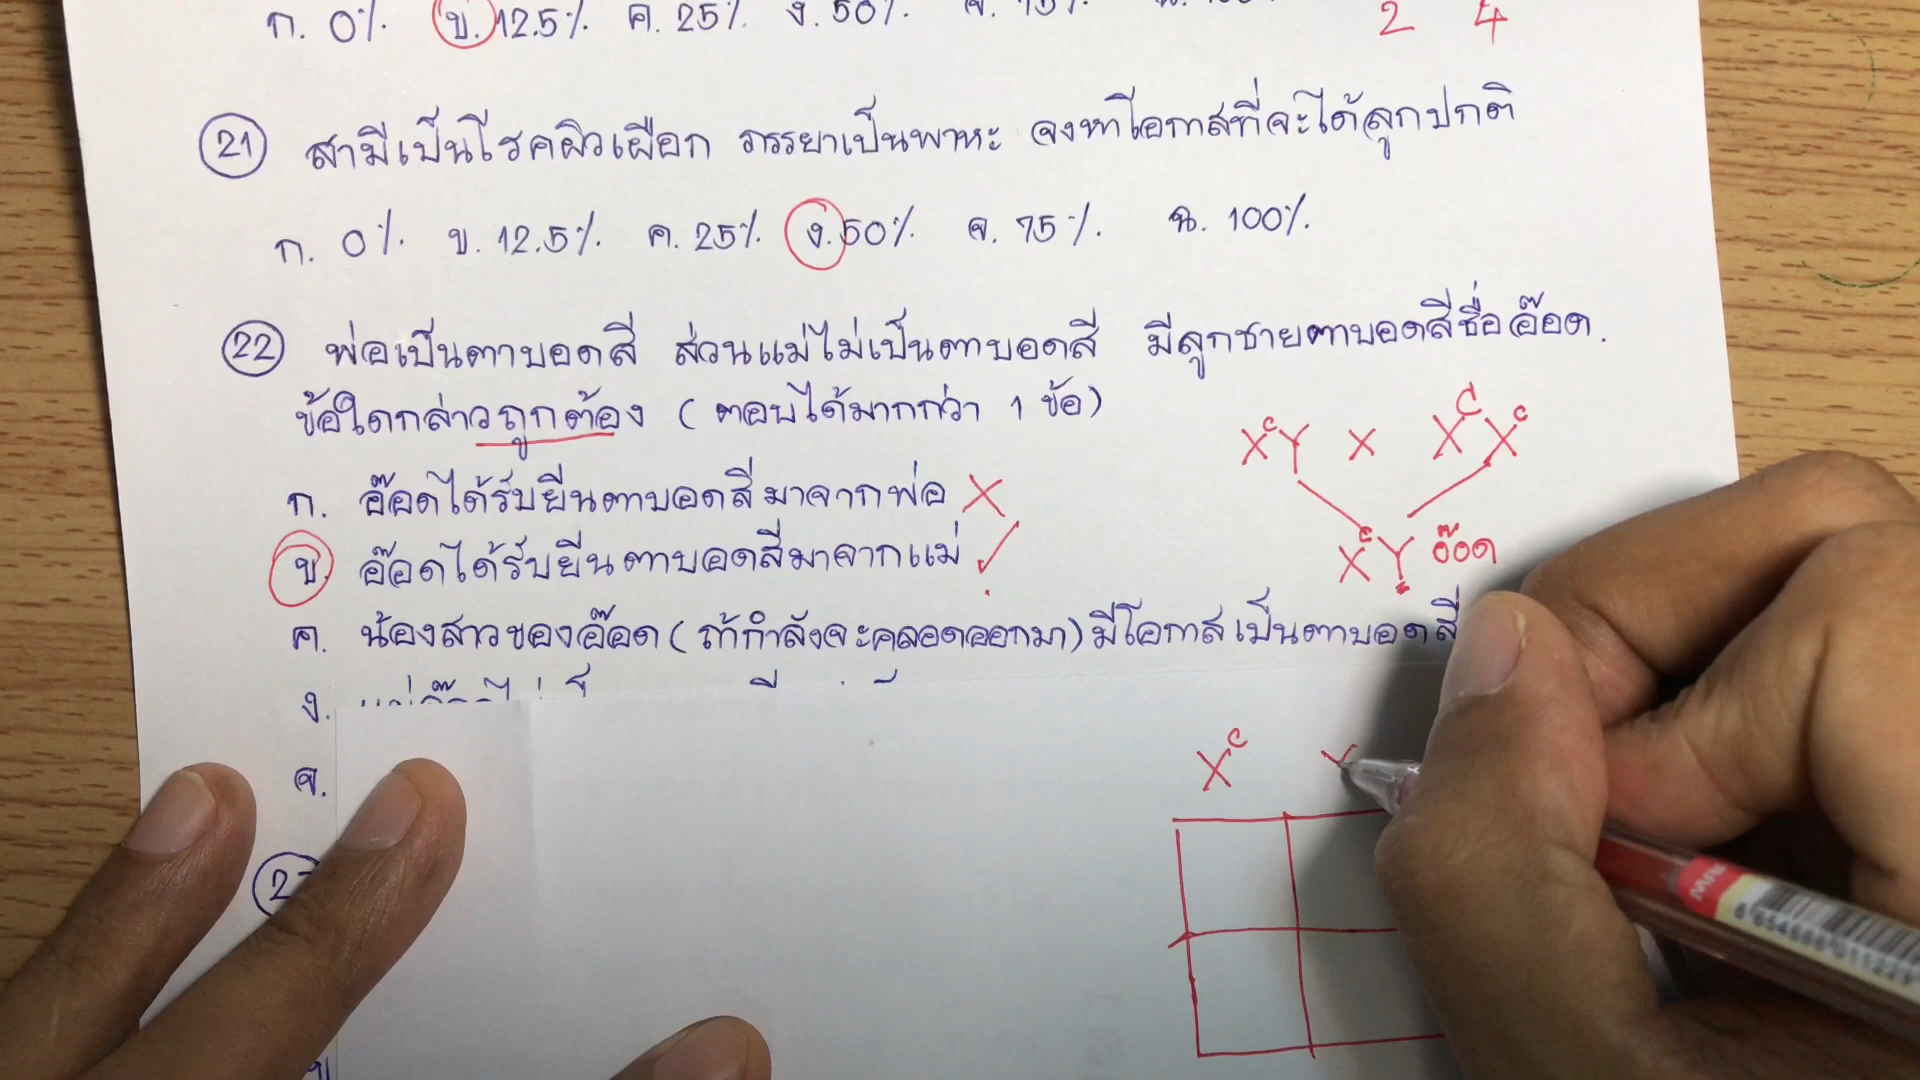 ก. 0% ข. 12.5% ค. 25% ง. 50% จ. 75%
2 4
21 สามีเป็นโรคผิวเผือก ภรรยาเป็นพาหะ จงหาโอกาสที่จะได้ลูกปกติ
ก. 0% ข. 12.5% ค. 25% ง. 50% จ. 75% ฉ. 100%
22 พ่อเป็นตาบอดสี ส่วนแม่ไม่เป็นตาบอดสี มีลูกชายตาบอดสีชื่ออ๊อด.
ข้อใดกล่าวถูกต้อง (ตอบได้มากกว่า 1 ข้อ)
XᶜY × Xᶜ Xᶜ
ก. อ๊อดได้รับยีนตาบอดสีมาจากพ่อ ✗
ข. อ๊อดได้รับยีนตาบอดสีมาจากแม่ ✓
XᶜY อ๊อด
ค. น้องสาวของอ๊อด (ถ้ากำลังจะคลอดออกมา) มีโอกาสเป็นตาบอดสี
ง.
Xᶜ
จ.